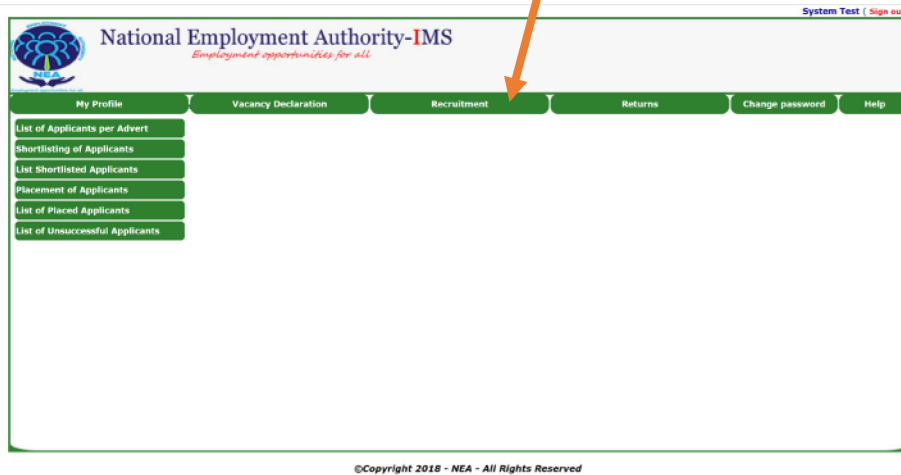 System Test ( Sign ou
National Employment Authority-IMS
Employment opportunities for all
NEA
My Profile Vacancy Declaration Recruitment Returns Change password Help
List of Applicants per Advert
Shortlisting of Applicants
List Shortlisted Applicants
Placement of Applicants
List of Placed Applicants
List of Unsuccessful Applicants
©Copyright 2018 - NEA - All Rights Reserved